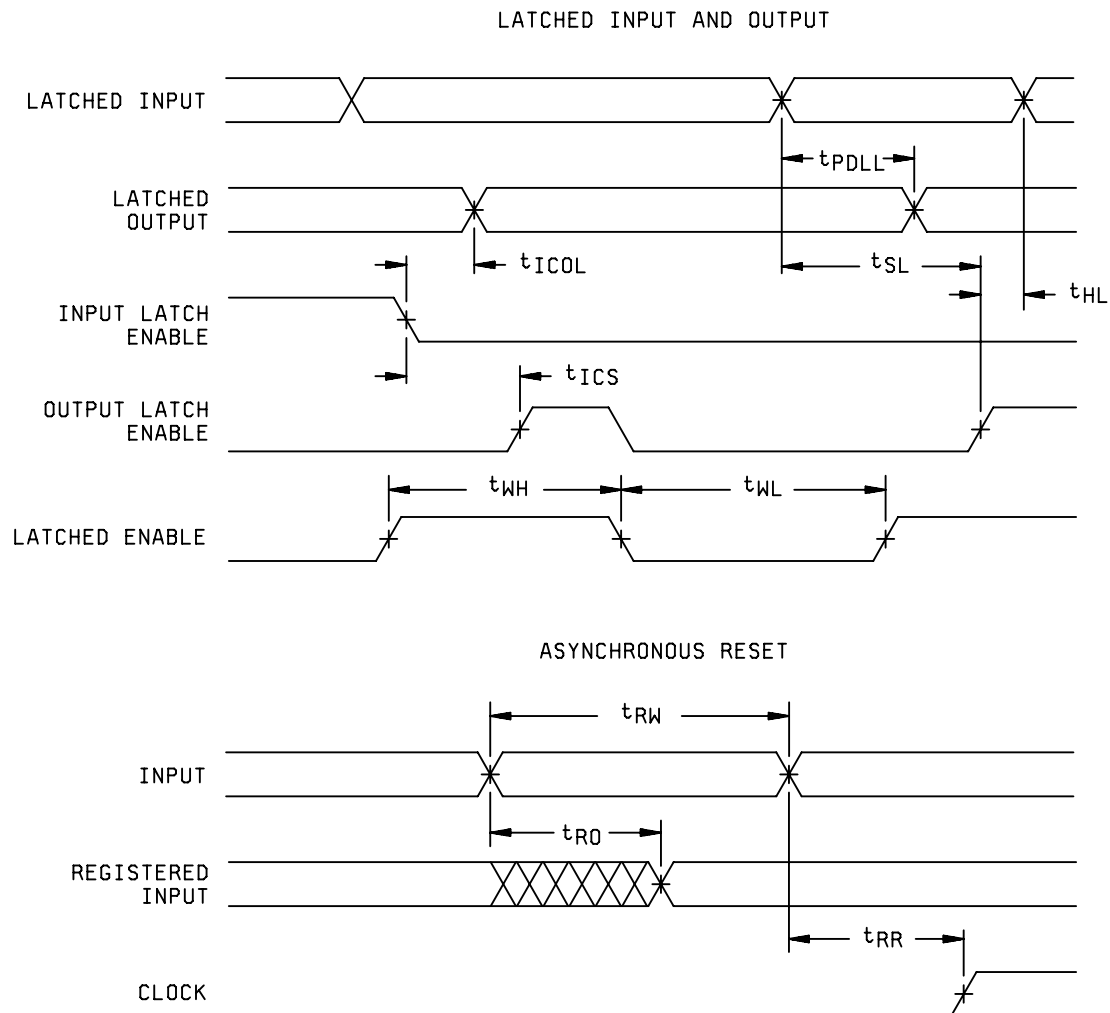 LATCHED INPUT AND OUTPUT
LATCHED INPUT
tPDLL
LATCHED
OUTPUT
tICOL
tSL
tHL
INPUT LATCH
ENABLE
tICS
OUTPUT LATCH
ENABLE
tWH
tWL
LATCHED ENABLE
ASYNCHRONOUS RESET
tRW
INPUT
tRO
REGISTERED
INPUT
tRR
CLOCK